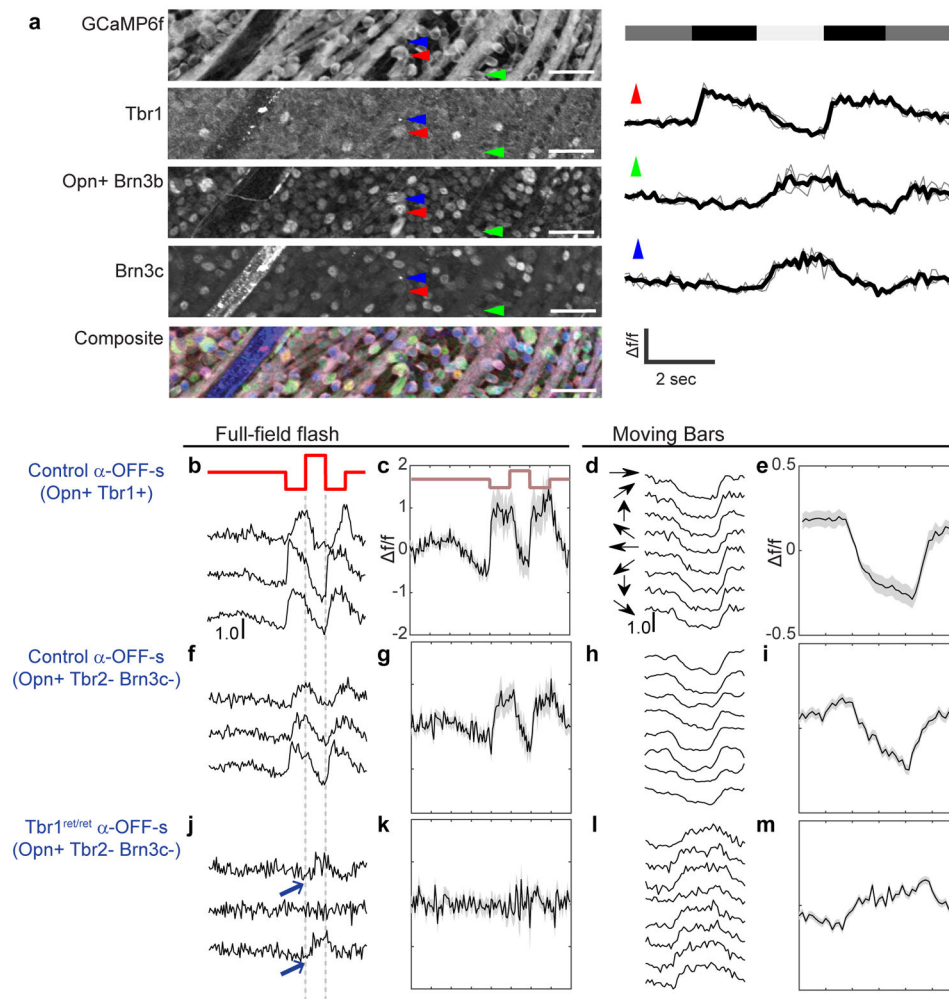 a
GCaMP6f
Tbr1
Opn+ Brn3b
Brn3c
Composite
Δf/f
2 sec
Full-field flash
Moving Bars
Control α-OFF-s
(Opn+ Tbr1+)
b
c
2
1
0
-1
-2
Δf/f
1.0
d
1.0
e
0.5
0.0
-0.5
Δf/f
Control α-OFF-s
(Opn+ Tbr2- Brn3c-)
f
g
h
i
Tbr1ret/ret α-OFF-s
(Opn+ Tbr2- Brn3c-)
j
k
l
m